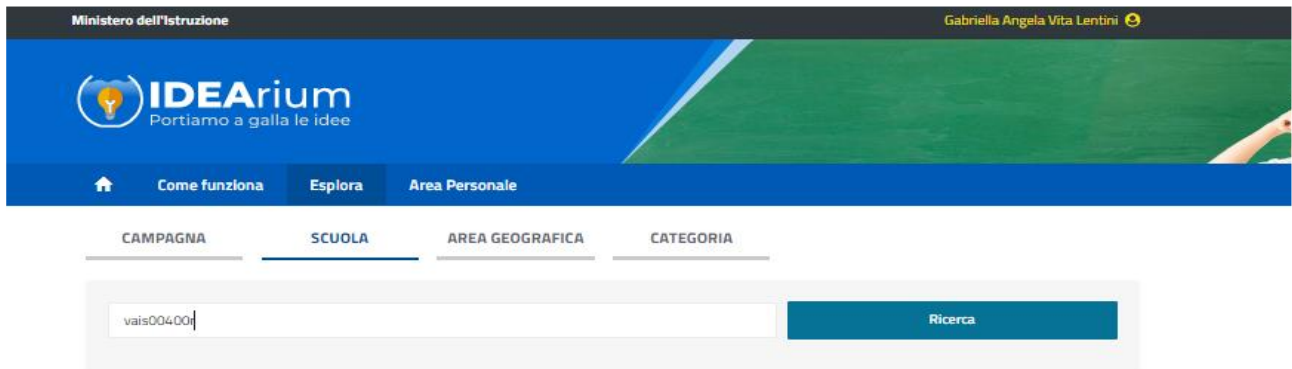 Ministero dell'Istruzione
Gabriella Angela Vita Lentini
IDEArium
Portiamo a galla le idee
Come funziona
Esplora
Area Personale
CAMPAGNA
SCUOLA
AREA GEOGRAFICA
CATEGORIA
vais00400r
Ricerca